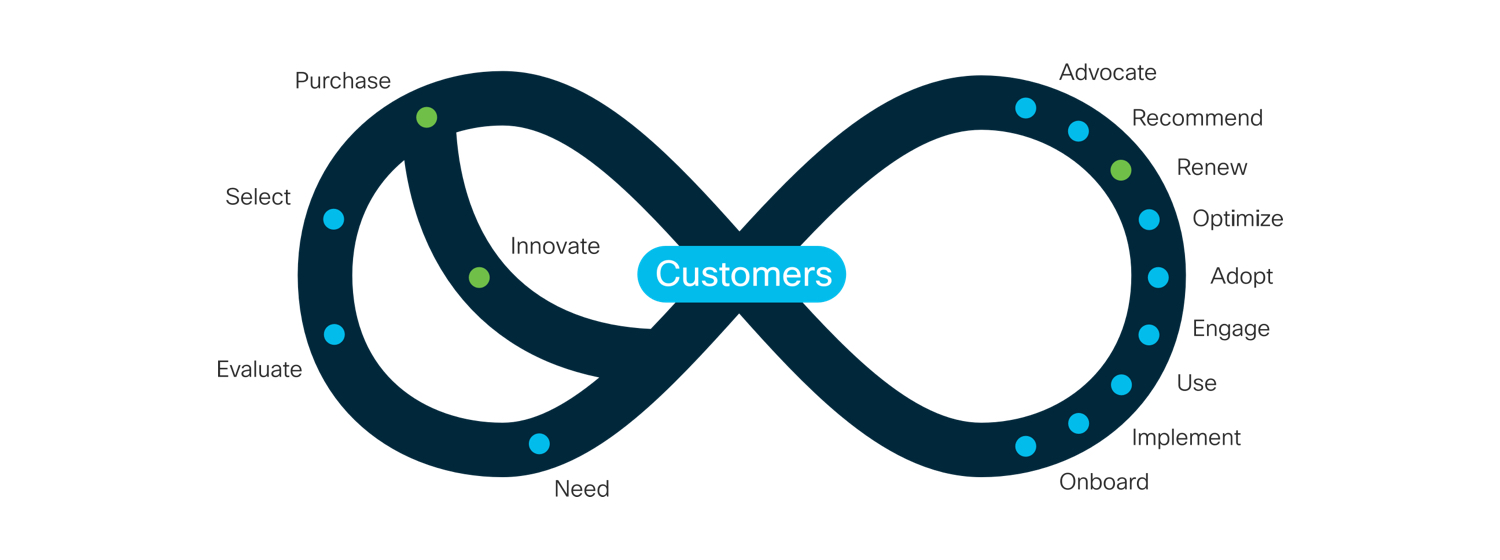 Purchase
Select
Evaluate
Need
Innovate
Customers
Advocate
Recommend
Renew
Optimize
Adopt
Engage
Use
Implement
Onboard